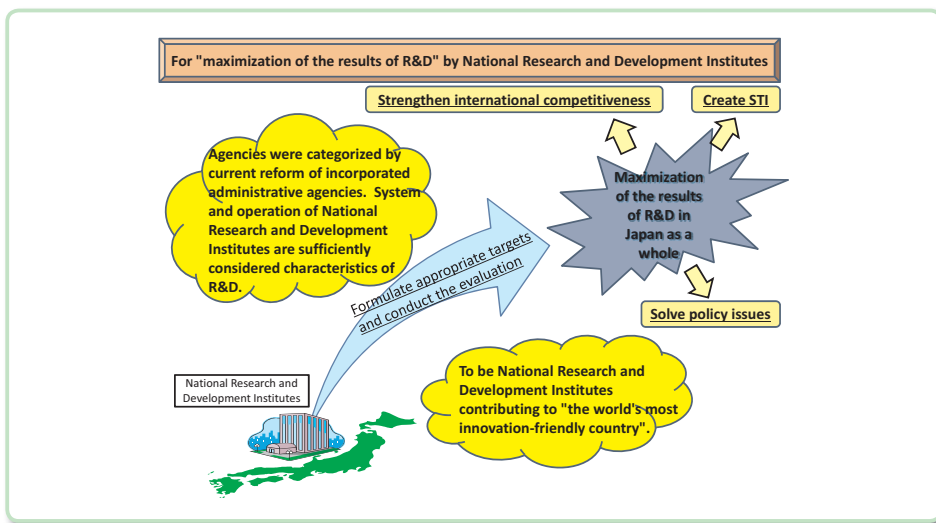 For "maximization of the results of R&D" by National Research and Development Institutes
Strengthen international competitiveness
Create STI
Agencies were categorized by
current reform of incorporated
administrative agencies. System
and operation of National
Research and Development
Institutes are sufficiently
considered characteristics of
R&D.
Maximization
of the results
of R&D in
Japan as a
whole
Formulate appropriate targets
and conduct the evaluation
Solve policy issues
To be National Research and
Development Institutes
contributing to "the world's most
innovation-friendly country".
National Research and
Development Institutes